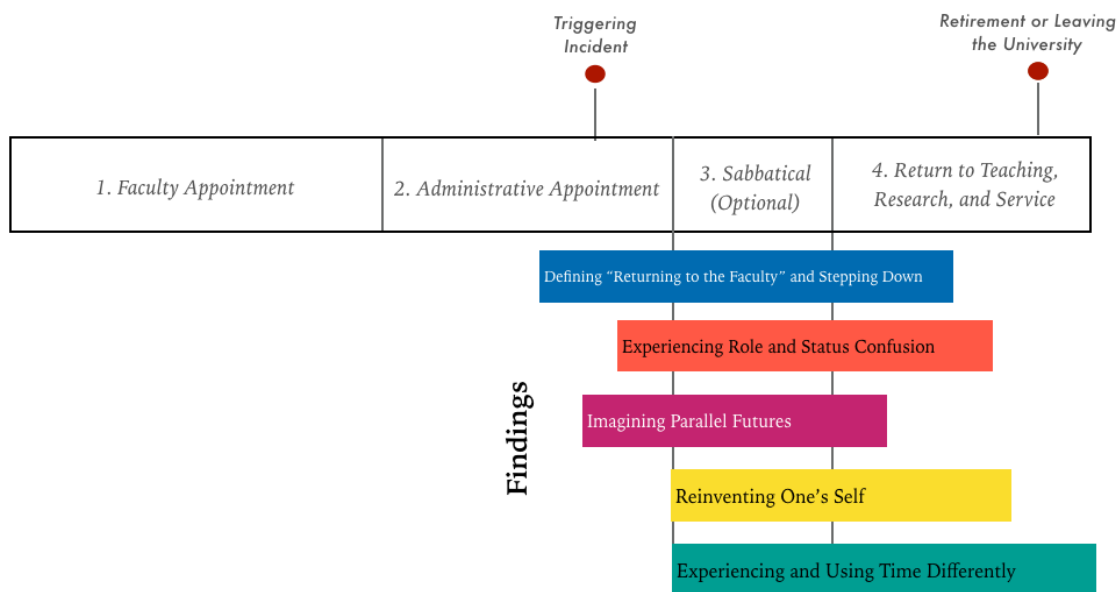 Triggering
Incident
Retirement or Leaving
the University
1. Faculty Appointment
2. Administrative Appointment
3. Sabbatical
(Optional)
4. Return to Teaching,
Research, and Service
Findings
Defining “Returning to the Faculty” and Stepping Down
Experiencing Role and Status Confusion
Imagining Parallel Futures
Reinventing One’s Self
Experiencing and Using Time Differently